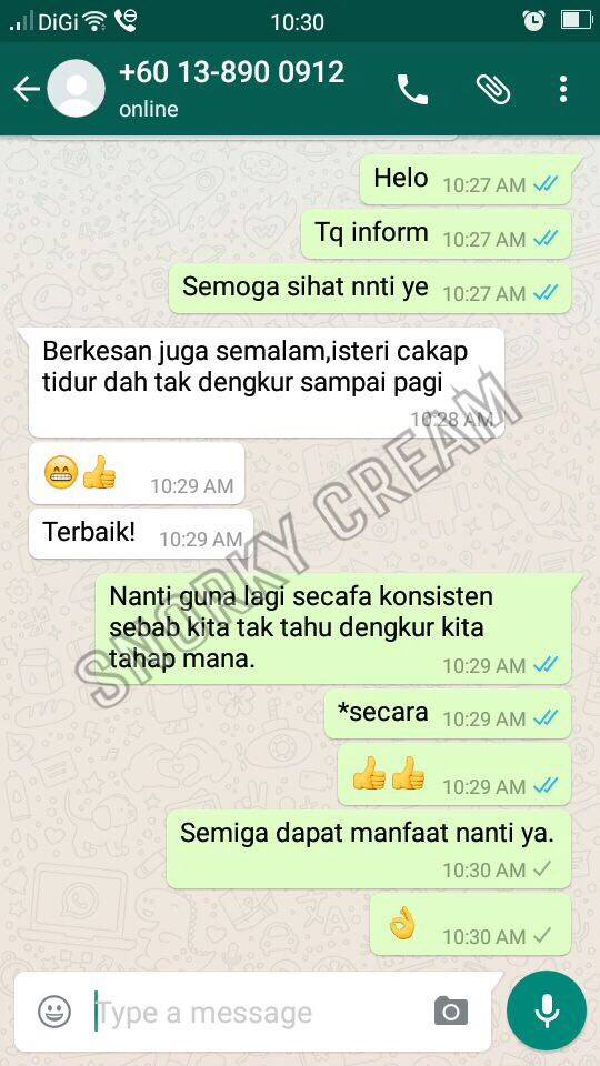 DiGi
10:30
+60 13-890 0912
online
Helo 10:27 AM
Tq inform 10:27 AM
Semoga sihat nnti ye 10:27 AM
Berkesan juga semalam,isteri cakap
tidur dah tak dengkur sampai pagi
10:28 AM
😁👍 10:29 AM
Terbaik! 10:29 AM
Nanti guna lagi secafa konsisten
sebab kita tak tahu dengkur kita
tahap mana. 10:29 AM
*secara 10:29 AM
👍👍 10:29 AM
Semiga dapat manfaat nanti ya.
10:30 AM
👌 10:30 AM
Type a message
SNORKY CREAM